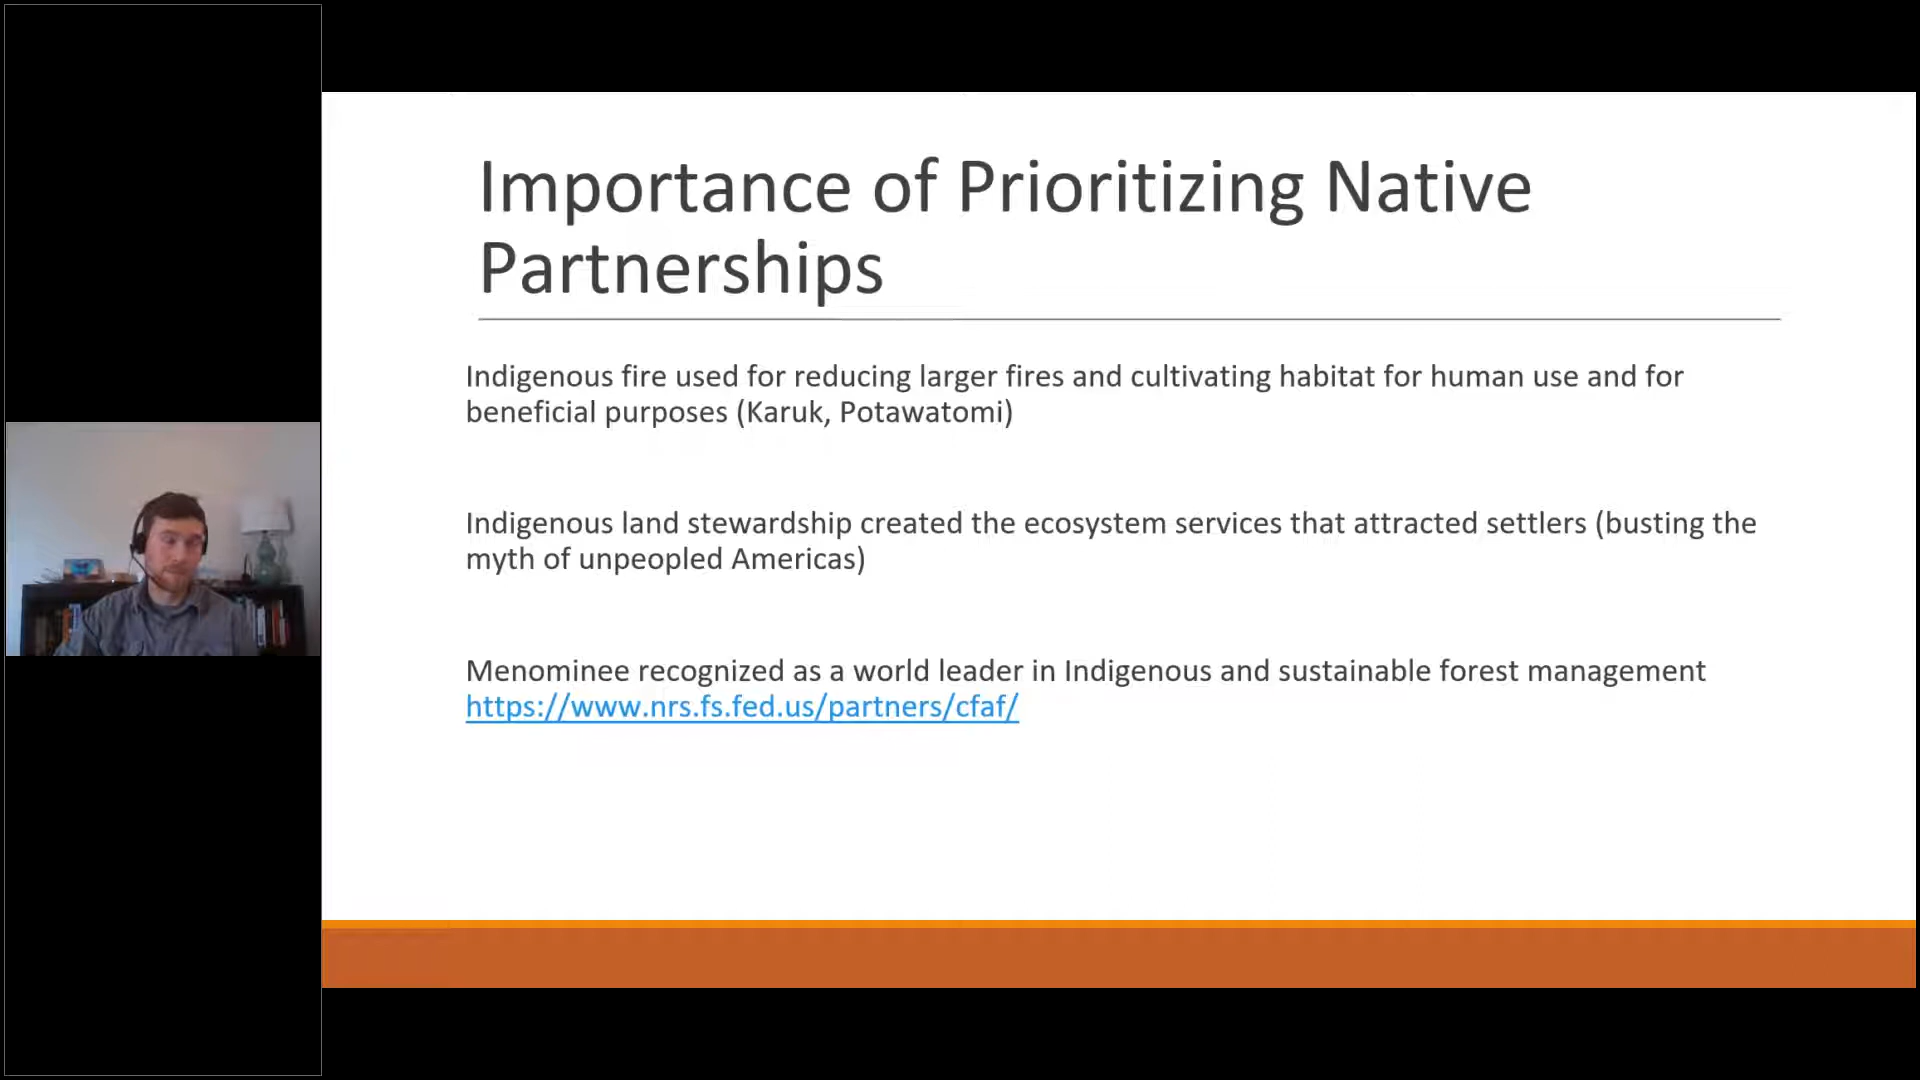 Importance of Prioritizing Native
Partnerships
Indigenous fire used for reducing larger fires and cultivating habitat for human use and for
beneficial purposes (Karuk, Potawatomi)
Indigenous land stewardship created the ecosystem services that attracted settlers (busting the
myth of unpeopled Americas)
Menominee recognized as a world leader in Indigenous and sustainable forest management
https://www.nrs.fs.fed.us/partners/cfaf/